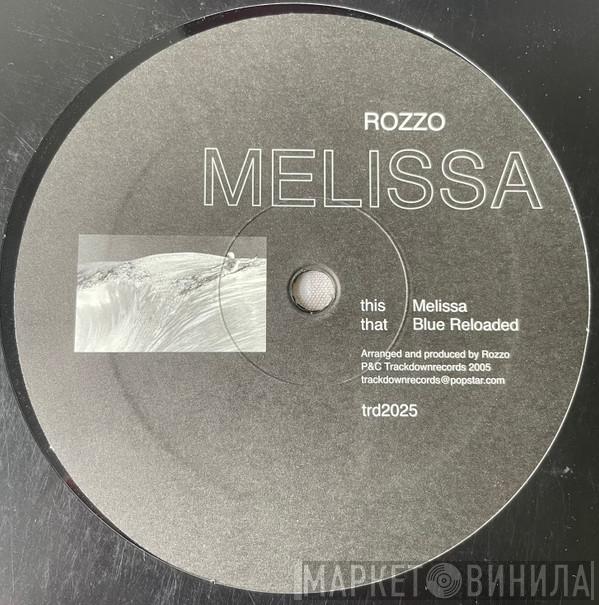 ROZZO
MELISSA
this Melissa
that Blue Reloaded
Arranged and produced by Rozzo
P&C Trackdownrecords 2005
trackdownrecords@popstar.com
trd2025
МАРКЕТ ВИНИЛА